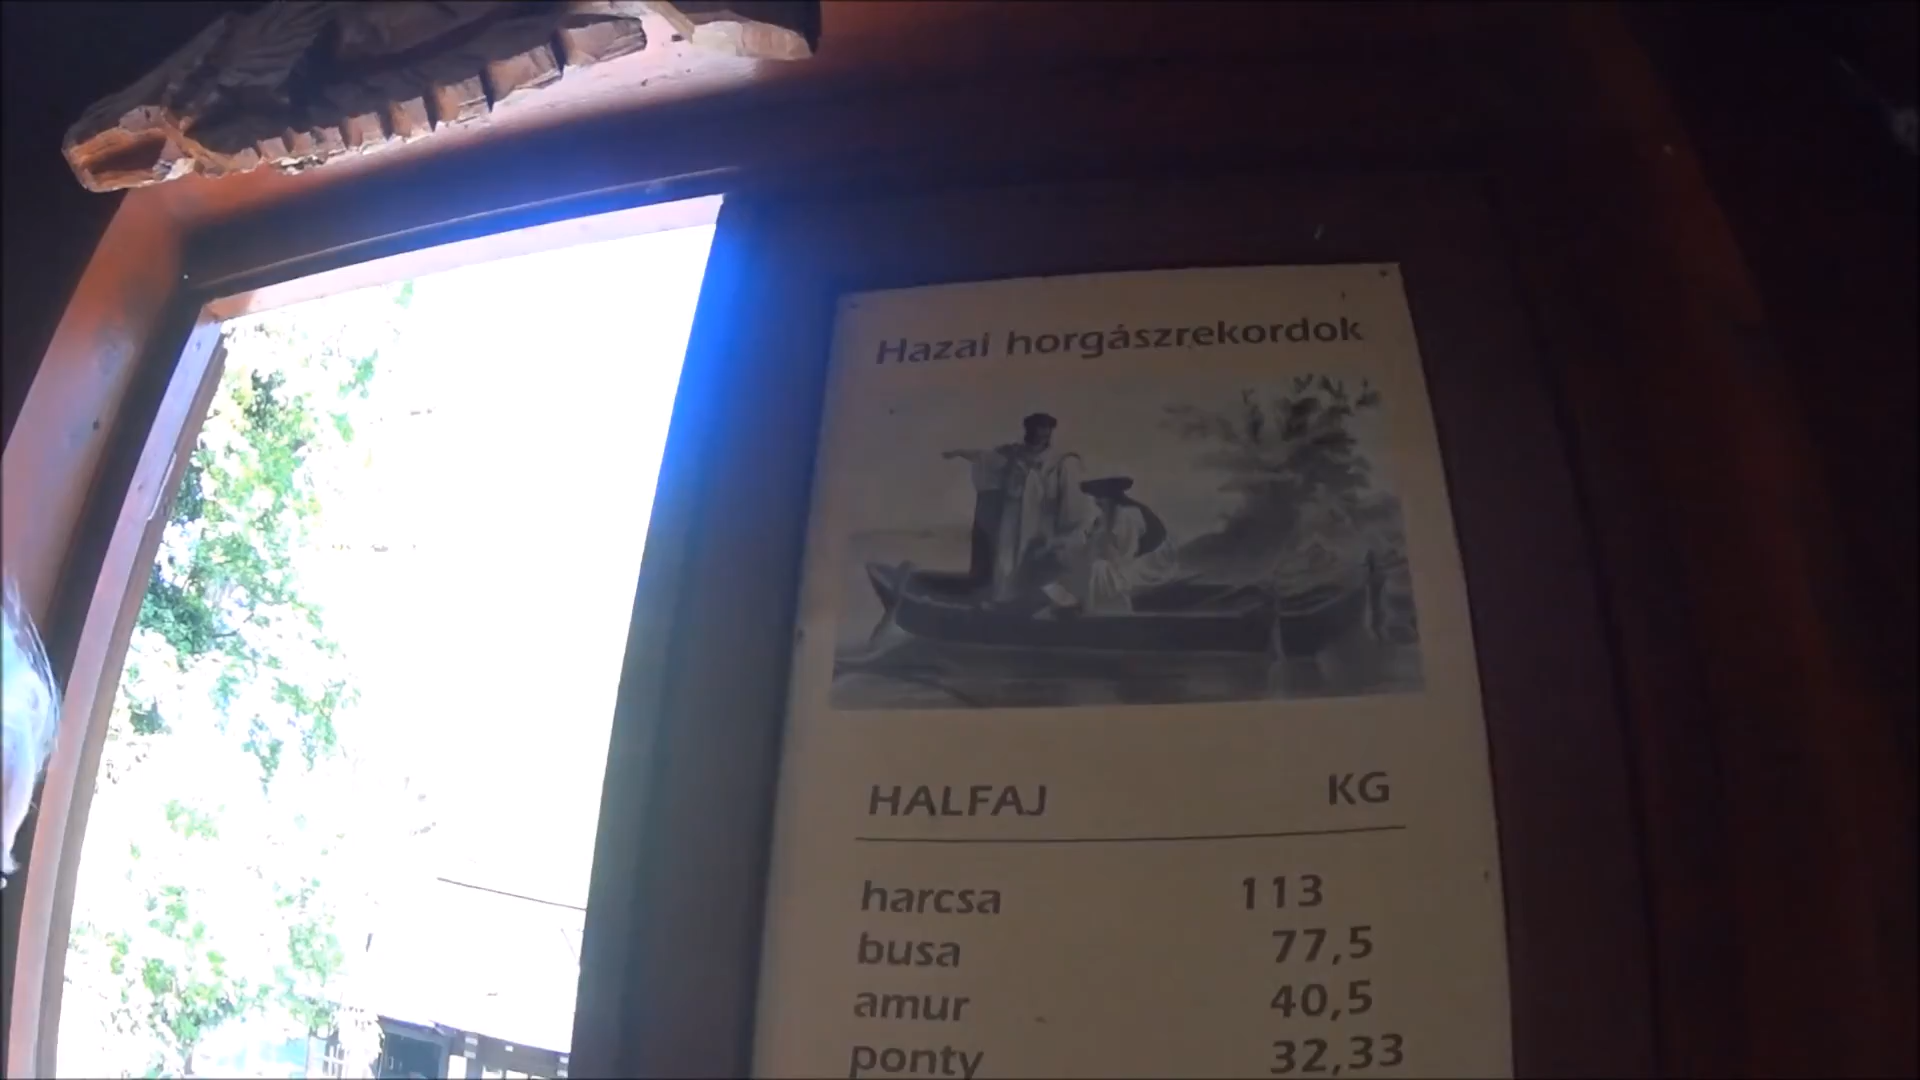 Hazai horgászrekordok
HALFAJ KG
harcsa 113
busa 77,5
amur 40,5
ponty 32,33